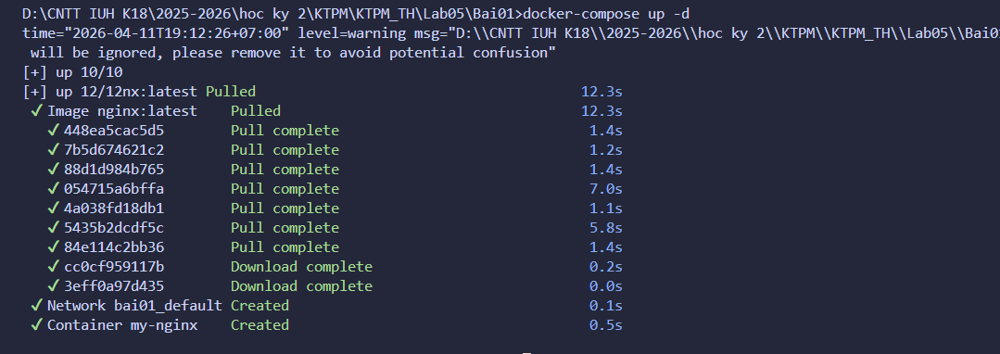 D:\CNTT IUH K18\2025-2026\hoc ky 2\KTPM\KTPM_TH\Lab05\Bai01>docker-compose up -d
time="2026-04-11T19:12:26+07:00" level=warning msg="D:\\CNTT IUH K18\\2025-2026\\hoc ky 2\\KTPM\\KTPM_TH\\Lab05\\Bai01
will be ignored, please remove it to avoid potential confusion"
[+] up 10/10
[+] up 12/12nx:latest Pulled 12.3s
✔ Image nginx:latest Pulled 12.3s
✔ 448ea5cac5d5 Pull complete 1.4s
✔ 7b5d674621c2 Pull complete 1.2s
✔ 88d1d984b765 Pull complete 1.4s
✔ 054715a6bffa Pull complete 7.0s
✔ 4a038fd18db1 Pull complete 1.1s
✔ 5435b2dcdf5c Pull complete 5.8s
✔ 84e114c2bb36 Pull complete 1.4s
✔ cc0cf959117b Download complete 0.2s
✔ 3eff0a97d435 Download complete 0.0s
✔ Network bai01_default Created 0.1s
✔ Container my-nginx Created 0.5s